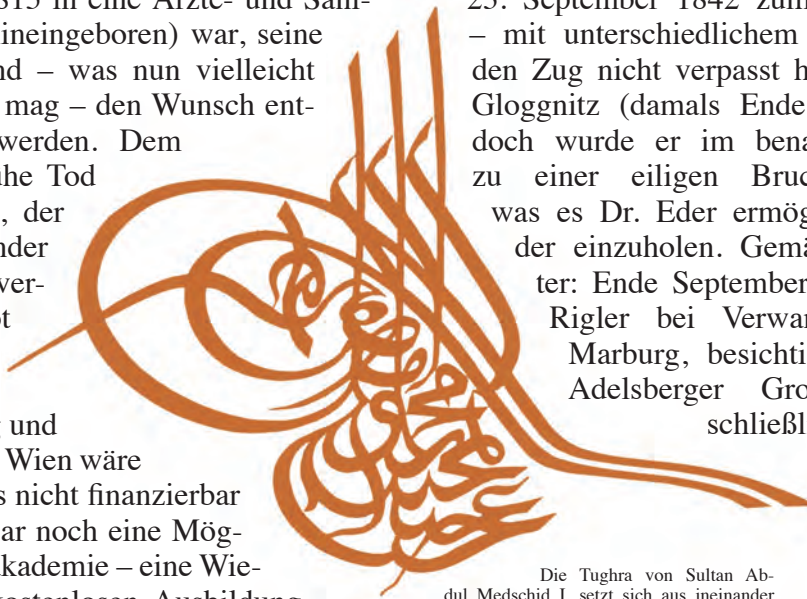 1815 in eine Ärzte- und Sani-
ineingeboren) war, seine
nd – was nun vielleicht
mag – den Wunsch ent-
werden. Dem
he Tod
, der
nder
ver-
t
und
Wien wäre
s nicht finanzierbar
ar noch eine Mög-
kademie – eine Wie-
kostenlosen Ausbildung
25. September 1842 zum
– mit unterschiedlichem
den Zug nicht verpasst h
Gloggnitz (damals Ende
doch wurde er im bena
zu einer eiligen Bruc
was es Dr. Eder ermög
der einzuholen. Gemä
ter: Ende September
Rigler bei Verwan
Marburg, besichti
Adelsberger Gro
schließl
Die Tughra von Sultan Ab-
dul Medschid I. setzt sich aus ineinander